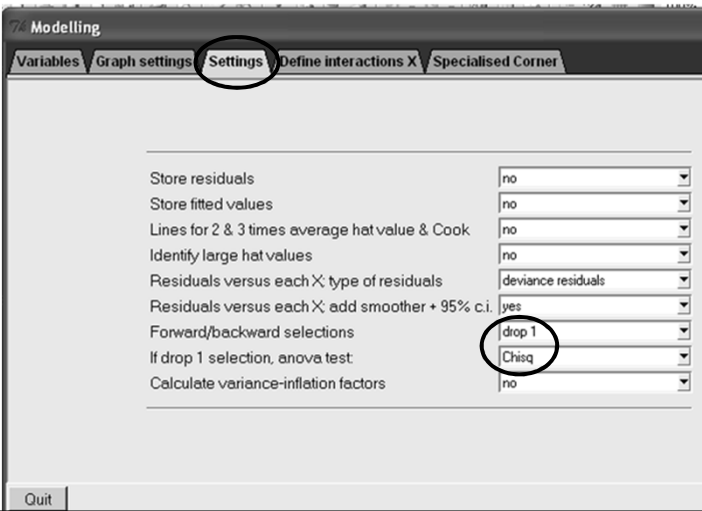 Modelling
Variables Graph settings Settings Define interactions X Specialised Corner
Store residuals no
Store fitted values no
Lines for 2 & 3 times average hat value & Cook no
Identify large hat values no
Residuals versus each X; type of residuals deviance residuals
Residuals versus each X; add smoother + 95% c.i. yes
Forward/backward selections drop 1
If drop 1 selection, anova test: Chisq
Calculate variance-inflation factors no
Quit